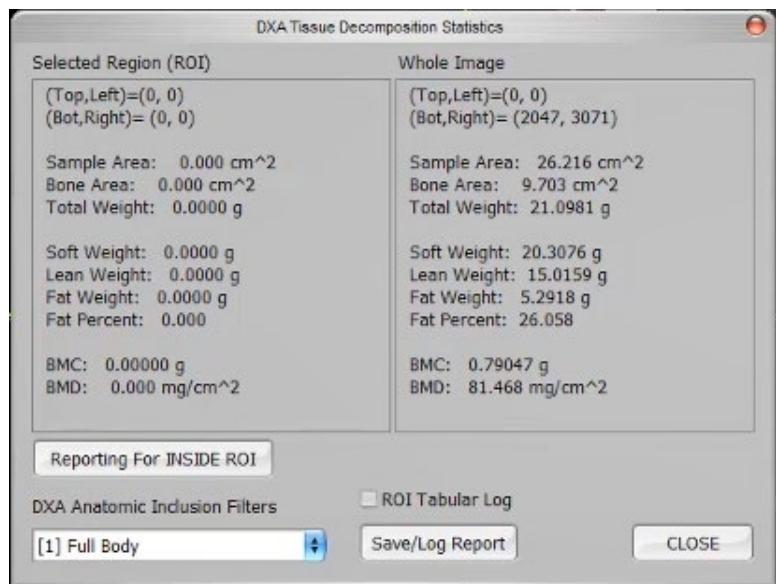 DXA Tissue Decomposition Statistics
Selected Region (ROI)
(Top,Left)=(0, 0)
(Bot,Right)= (0, 0)
Sample Area: 0.000 cm^2
Bone Area: 0.000 cm^2
Total Weight: 0.0000 g
Soft Weight: 0.0000 g
Lean Weight: 0.0000 g
Fat Weight: 0.0000 g
Fat Percent: 0.000
BMC: 0.00000 g
BMD: 0.000 mg/cm^2
Whole Image
(Top,Left)=(0, 0)
(Bot,Right)= (2047, 3071)
Sample Area: 26.216 cm^2
Bone Area: 9.703 cm^2
Total Weight: 21.0981 g
Soft Weight: 20.3076 g
Lean Weight: 15.0159 g
Fat Weight: 5.2918 g
Fat Percent: 26.058
BMC: 0.79047 g
BMD: 81.468 mg/cm^2
Reporting For INSIDE ROI
DXA Anatomic Inclusion Filters
[1] Full Body
ROI Tabular Log
Save/Log Report
CLOSE